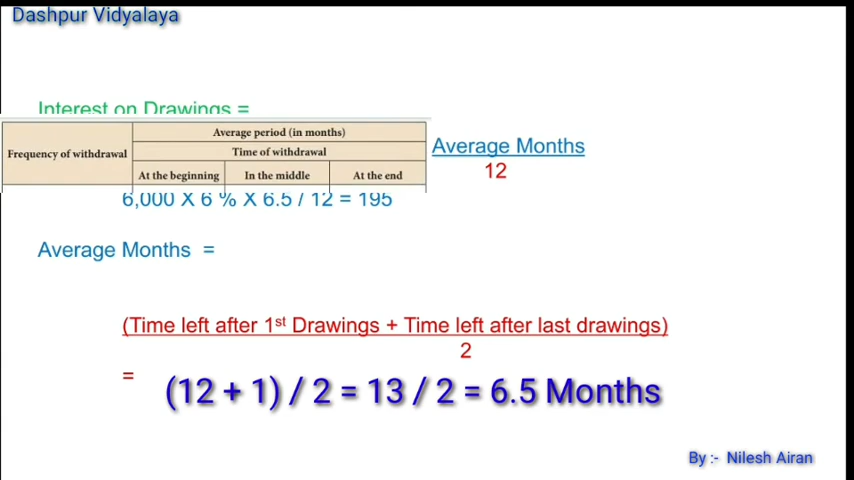 Dashpur Vidyalaya
Interest on Drawings =
Average period (in months)
Frequency of withdrawal
Time of withdrawal
At the beginning In the middle At the end
Average Months
12
6,000 X 6 % X 6.5 / 12 = 195
Average Months =
(Time left after 1st Drawings + Time left after last drawings)
2
=
(12 + 1) / 2 = 13 / 2 = 6.5 Months
By :- Nilesh Airan